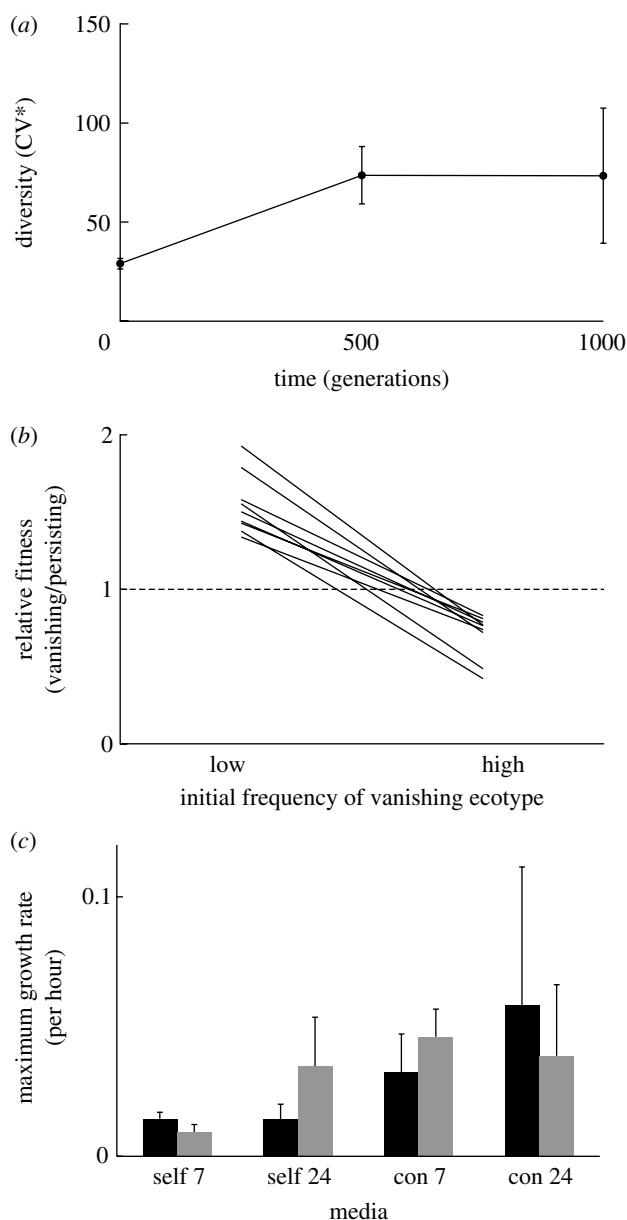 (a)
150
100
50
0
500
1000
diversity (CV*)
time (generations)
(b)
2
1
0
relative fitness
(vanishing/persisting)
low
high
initial frequency of vanishing ecotype
(c)
0.1
0
maximum growth rate
(per hour)
self 7
self 24
con 7
con 24
media